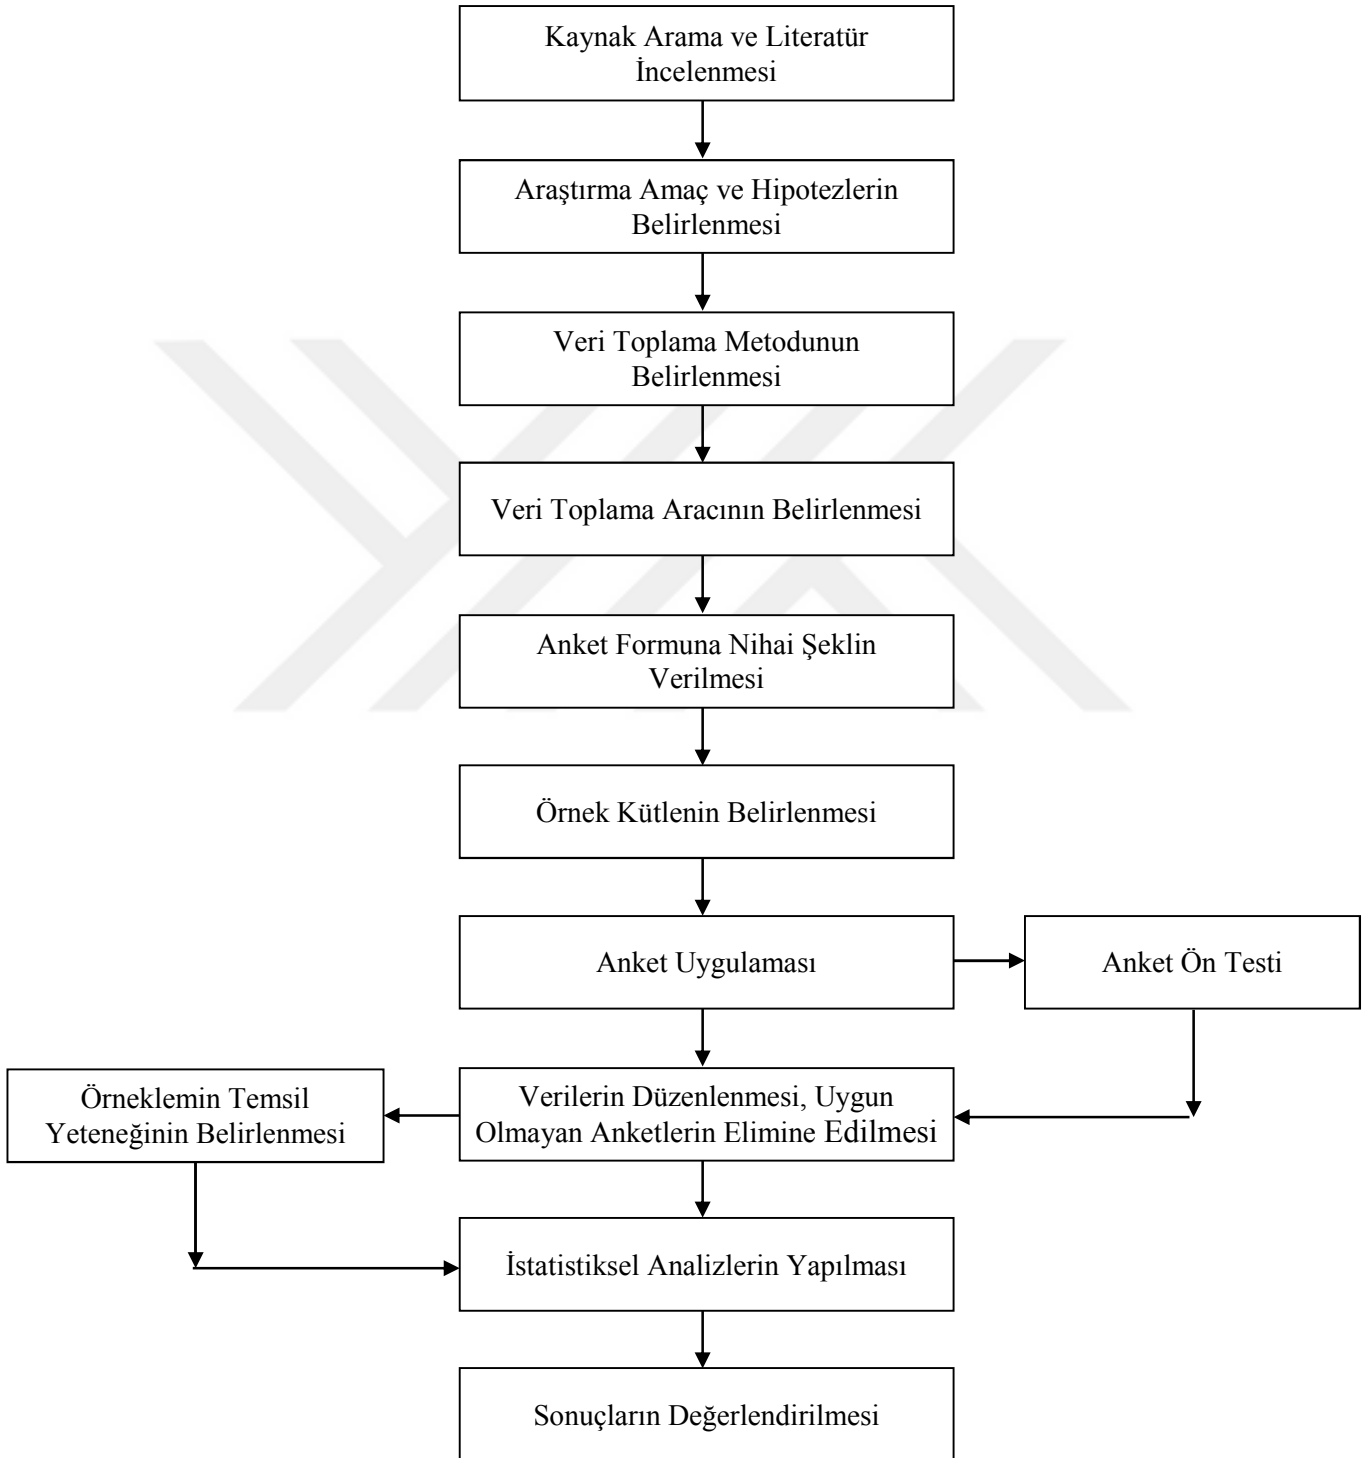 Kaynak Arama ve Literatür
İncelenmesi
Araştırma Amaç ve Hipotezlerin
Belirlenmesi
Veri Toplama Metodunun
Belirlenmesi
Veri Toplama Aracının Belirlenmesi
Anket Formuna Nihai Şeklin
Verilmesi
Örnek Kütlenin Belirlenmesi
Anket Uygulaması
Anket Ön Testi
Örneklemin Temsil
Yeteneğinin Belirlenmesi
Verilerin Düzenlenmesi, Uygun
Olmayan Anketlerin Elimine Edilmesi
İstatistiksel Analizlerin Yapılması
Sonuçların Değerlendirilmesi